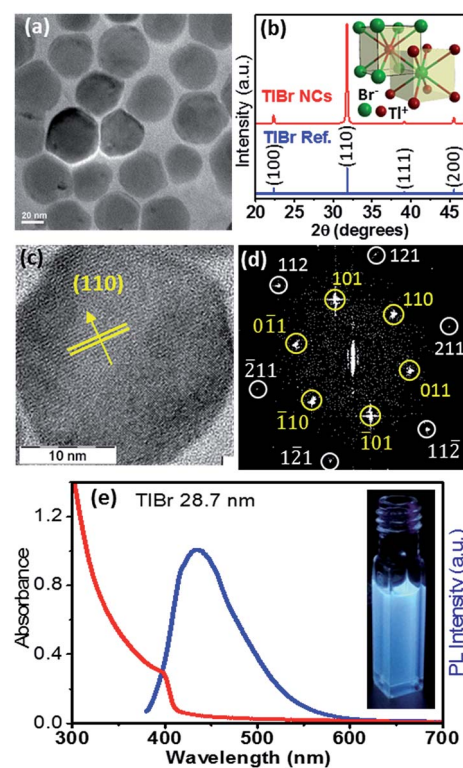 (a)
20 nm
(b)
Intensity (a.u.)
TlBr NCs
TlBr Ref.
Br⁻
Tl⁺
(100)
(110)
(111)
(200)
20 25 30 35 40 45
2θ (degrees)
(c)
(110)
10 nm
(d)
121
112
101
110
01̅1̅
211
2̅11
011
1̅10
1̅01̅
112̅
12̅1̅
(e)
TlBr 28.7 nm
Absorbance
1.2
0.8
0.4
0.0
300 400 500 600 700
Wavelength (nm)
PL Intensity (a.u.)